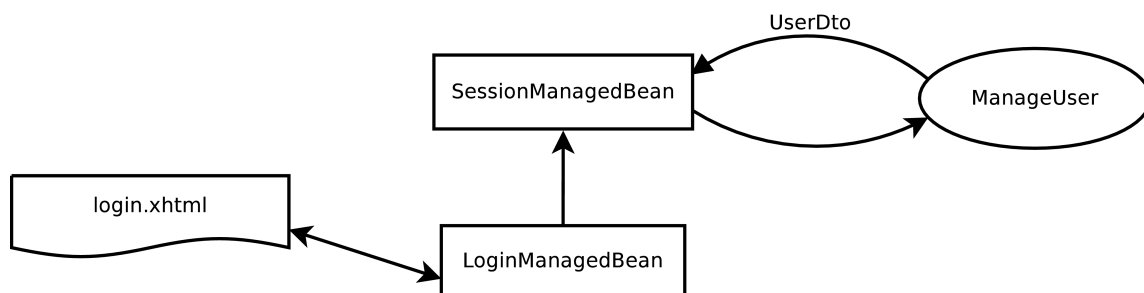 UserDto
SessionManagedBean
ManageUser
login.xhtml
LoginManagedBean